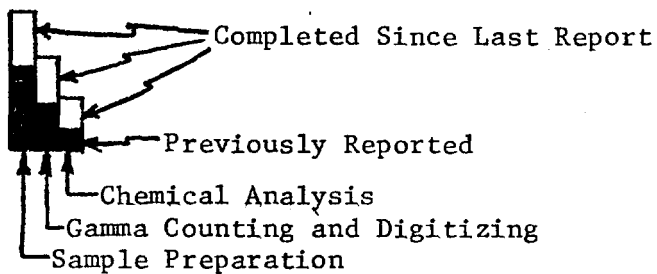 Completed Since Last Report
Previously Reported
Chemical Analysis
Gamma Counting and Digitizing
Sample Preparation